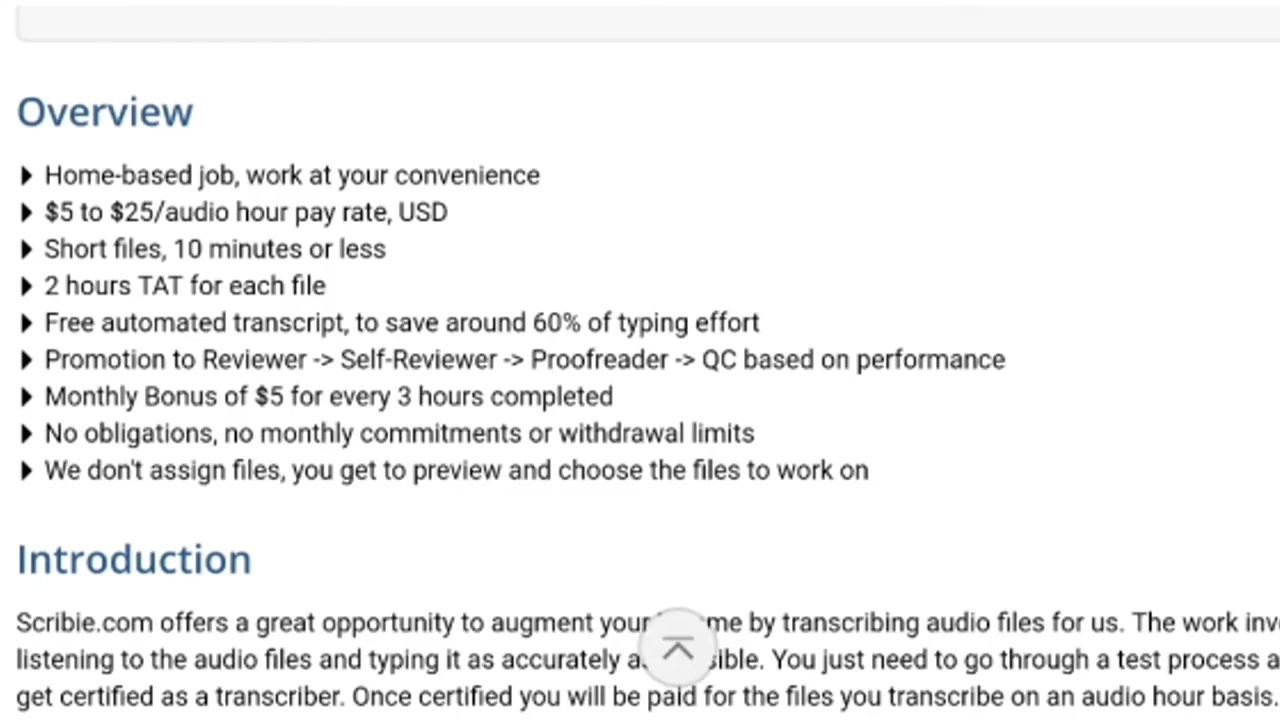 Overview
Home-based job, work at your convenience
$5 to $25/audio hour pay rate, USD
Short files, 10 minutes or less
2 hours TAT for each file
Free automated transcript, to save around 60% of typing effort
Promotion to Reviewer -> Self-Reviewer -> Proofreader -> QC based on performance
Monthly Bonus of $5 for every 3 hours completed
No obligations, no monthly commitments or withdrawal limits
We don't assign files, you get to preview and choose the files to work on
Introduction
Scribie.com offers a great opportunity to augment your me by transcribing audio files for us. The work inv
listening to the audio files and typing it as accurately a sible. You just need to go through a test process a
get certified as a transcriber. Once certified you will be paid for the files you transcribe on an audio hour basis.